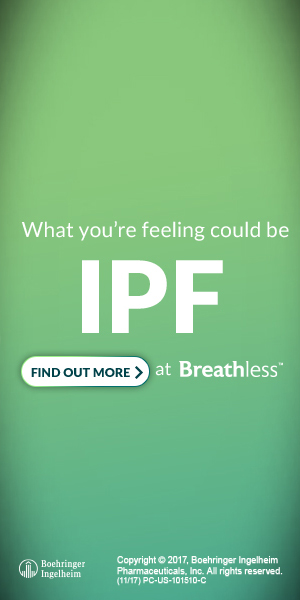 What you're feeling could be
IPF
FIND OUT MORE at Breathless™
Boehringer
Ingelheim
Copyright © 2017, Boehringer Ingelheim
Pharmaceuticals, Inc. All rights reserved.
(11/17) PC-US-101510-C